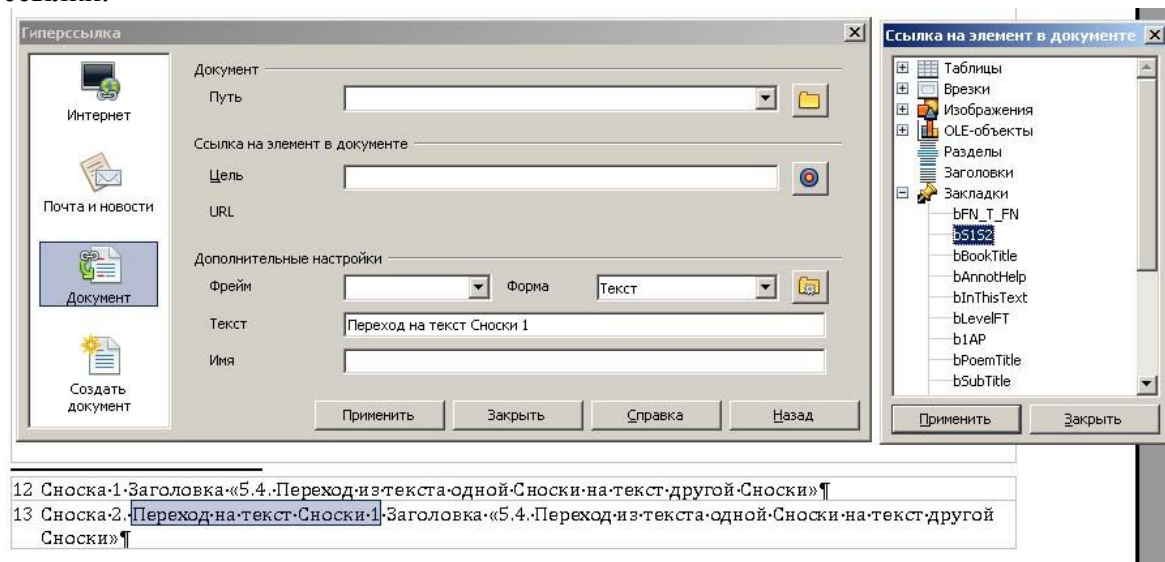 Гиперссылка
Интернет
Почта и новости
Документ
Создать
документ
Документ
Путь
Ссылка на элемент в документе
Цель
URL
Дополнительные настройки
Фрейм
Форма
Текст
Текст
Переход на текст Сноски 1
Имя
Применить
Закрыть
Справка
Назад
Ссылка на элемент в документе
Таблицы
Врезки
Изображения
OLE-объекты
Разделы
Заголовки
Закладки
bFN_T_FN
bS1S2
bBookTitle
bAnnotHelp
bInThisText
bLevelFT
b1AP
bPoemTitle
bSubTitle
Применить
Закрыть
12 Сноска·1·Заголовка·«5.4.·Переход·из·текста·одной·Сноски·на·текст·другой·Сноски»¶
13 Сноска·2.·Переход·на·текст·Сноски·1·Заголовка·«5.4.·Переход·из·текста·одной·Сноски·на·текст·другой
Сноски»¶